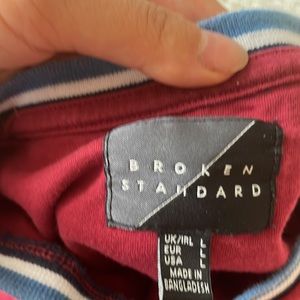 BROKEN
STANDARD
UK/IRL L
EUR L
USA L
MADE IN
BANGLADESH